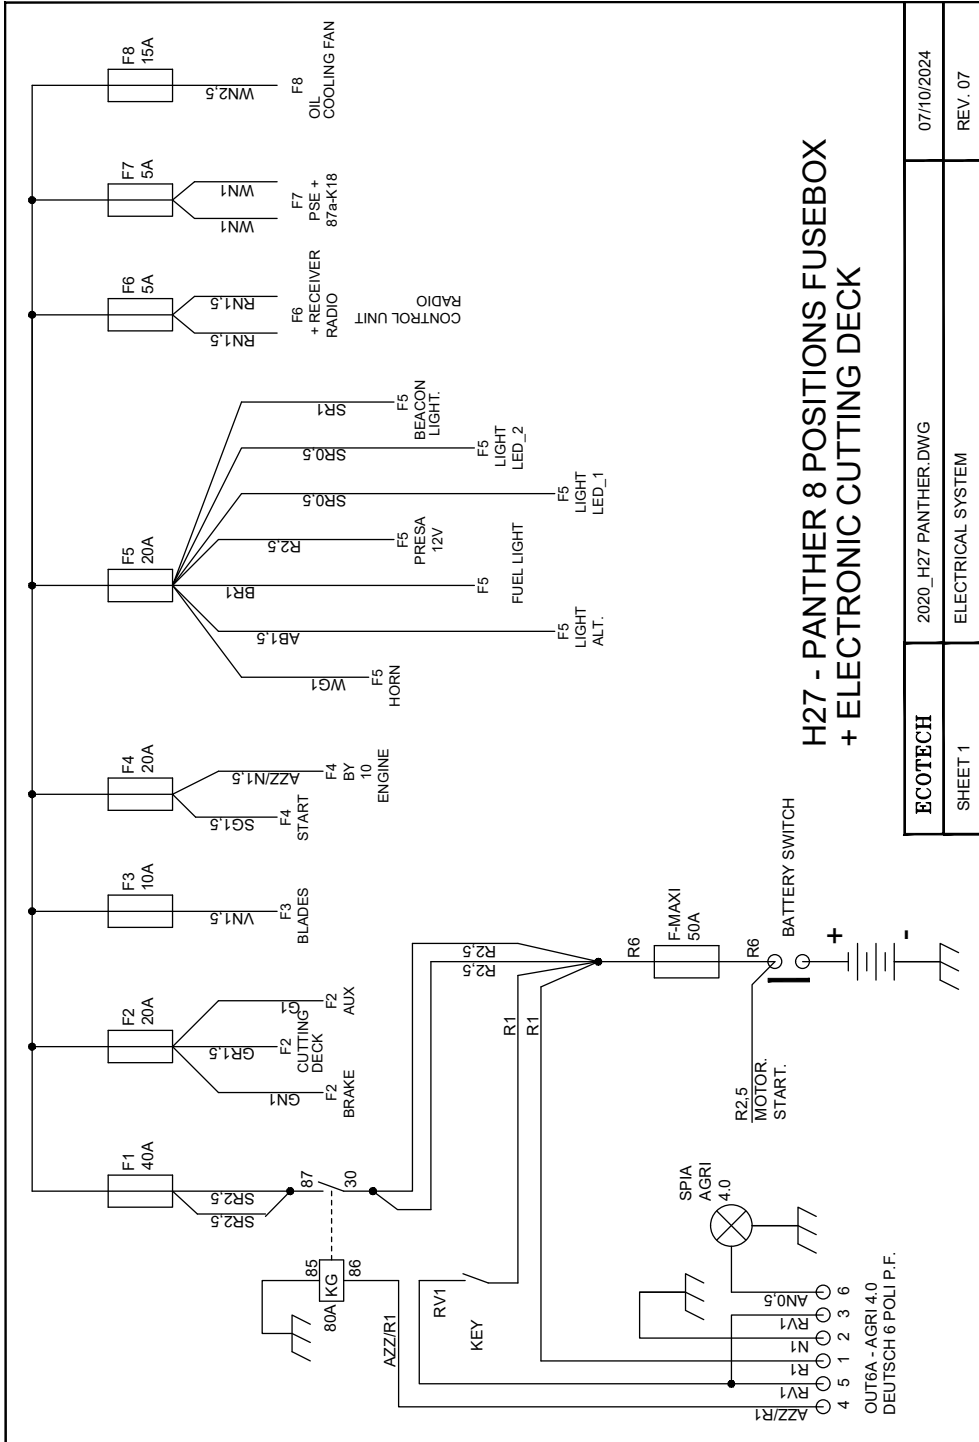 F1
40A
F2
20A
F3
10A
F4
20A
F5
20A
F6
5A
F7
5A
F8
15A
SR2,5
SR2,5
GN1
GR1,5
G1
VN1,5
SG1,5
AZZ/N1,5
WG1
AB1,5
BR1
R2,5
SR0,5
SR0,5
SR1
RN1,5
RN1,5
WN1
WN1
WN2,5
F2
BRAKE
F2
CUTTING
DECK
F2
AUX
F3
BLADES
F4
START
F4
BY
10
ENGINE
F5
HORN
F5
LIGHT
ALT.
F5
FUEL LIGHT
F5
PRESA
12V
F5
LIGHT
LED_1
F5
LIGHT
LED_2
F5
BEACON
LIGHT.
F6
+ RECEIVER
RADIO
CONTROL UNIT
RADIO
F7
PSE +
87a-K18
F8
OIL
COOLING FAN
87
30
85
86
KG
80A
AZZ/R1
RV1
KEY
R1
R1
R2,5
R2,5
R6
F-MAXI
50A
R6
BATTERY SWITCH
+
-
R2,5
MOTOR.
START.
SPIA
AGRI
4.0
AZZ/R1
RV1
R1
N1
RV1
AN0,5
4
5
1
2
3
6
OUT6A - AGRI 4.0
DEUTSCH 6 POLI P.F.
H27 - PANTHER 8 POSITIONS FUSEBOX
+ ELECTRONIC CUTTING DECK
ECOTECH
2020_H27 PANTHER.DWG
07/10/2024
SHEET 1
ELECTRICAL SYSTEM
REV. 07